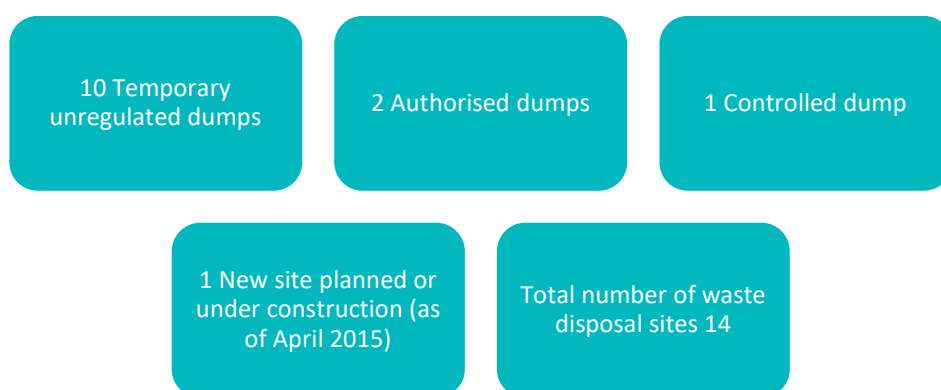 10 Temporary
unregulated dumps
2 Authorised dumps
1 Controlled dump
1 New site planned or
under construction (as
of April 2015)
Total number of waste
disposal sites 14